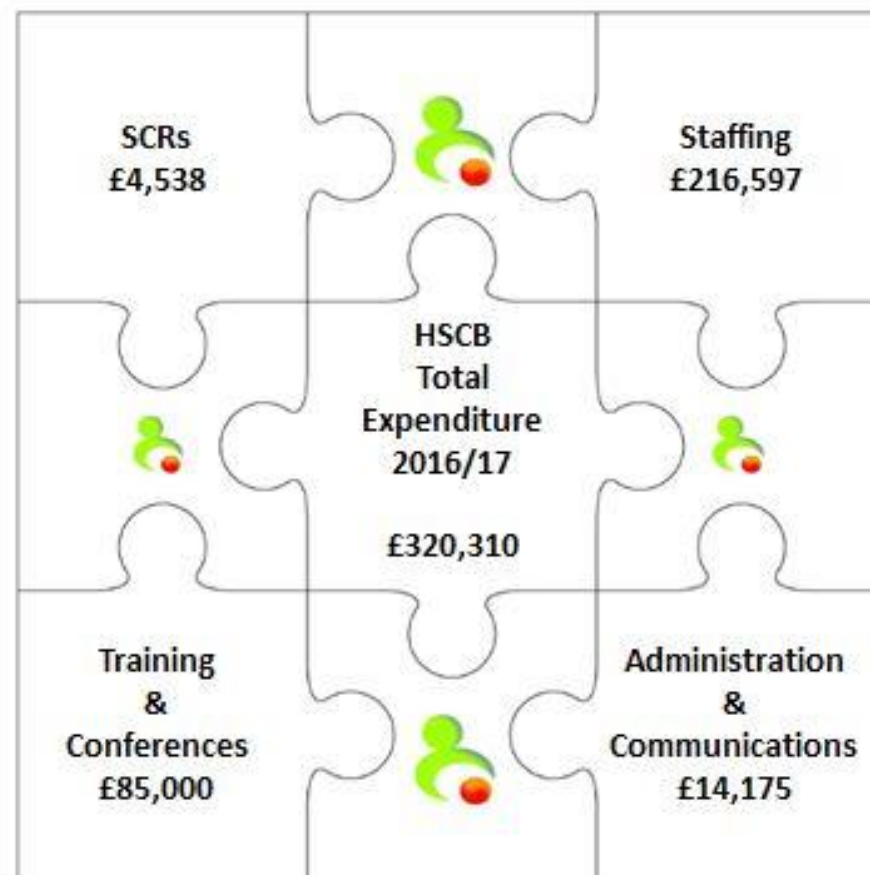 SCRs
£4,538
Staffing
£216,597
HSCB
Total
Expenditure
2016/17
£320,310
Training
&
Conferences
£85,000
Administration
&
Communications
£14,175